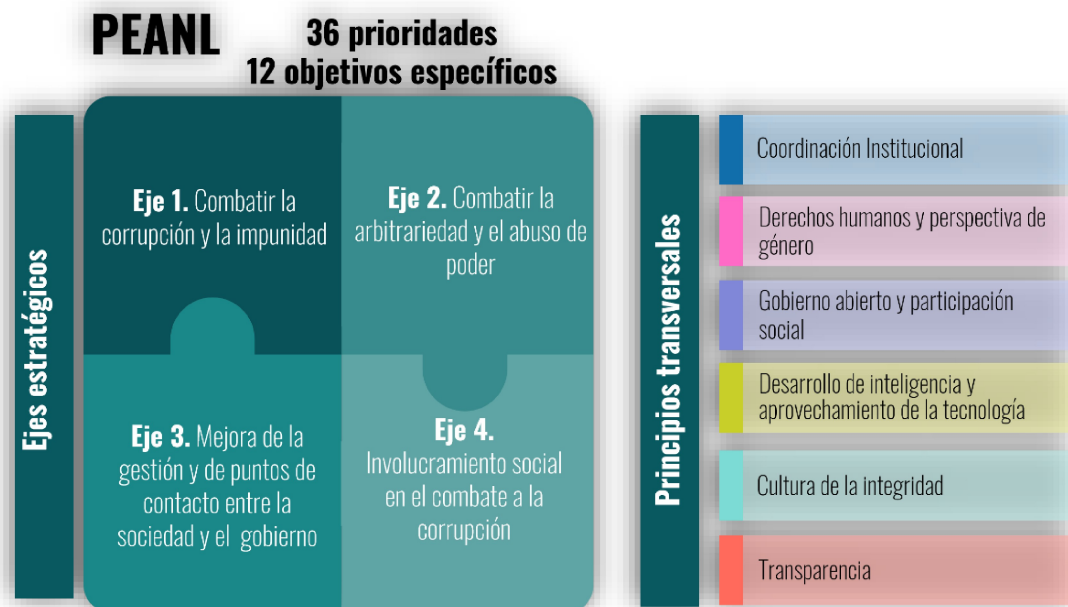 PEANL
36 prioridades
12 objetivos específicos
Ejes estratégicos
Eje 1. Combatir la
corrupción y la impunidad
Eje 2. Combatir la
arbitrariedad y el abuso de
poder
Eje 3. Mejora de la
gestión y de puntos de
contacto entre la
sociedad y el gobierno
Eje 4.
Involucramiento social
en el combate a la
corrupción
Principios transversales
Coordinación Institucional
Derechos humanos y perspectiva de
género
Gobierno abierto y participación
social
Desarrollo de inteligencia y
aprovechamiento de la tecnología
Cultura de la integridad
Transparencia